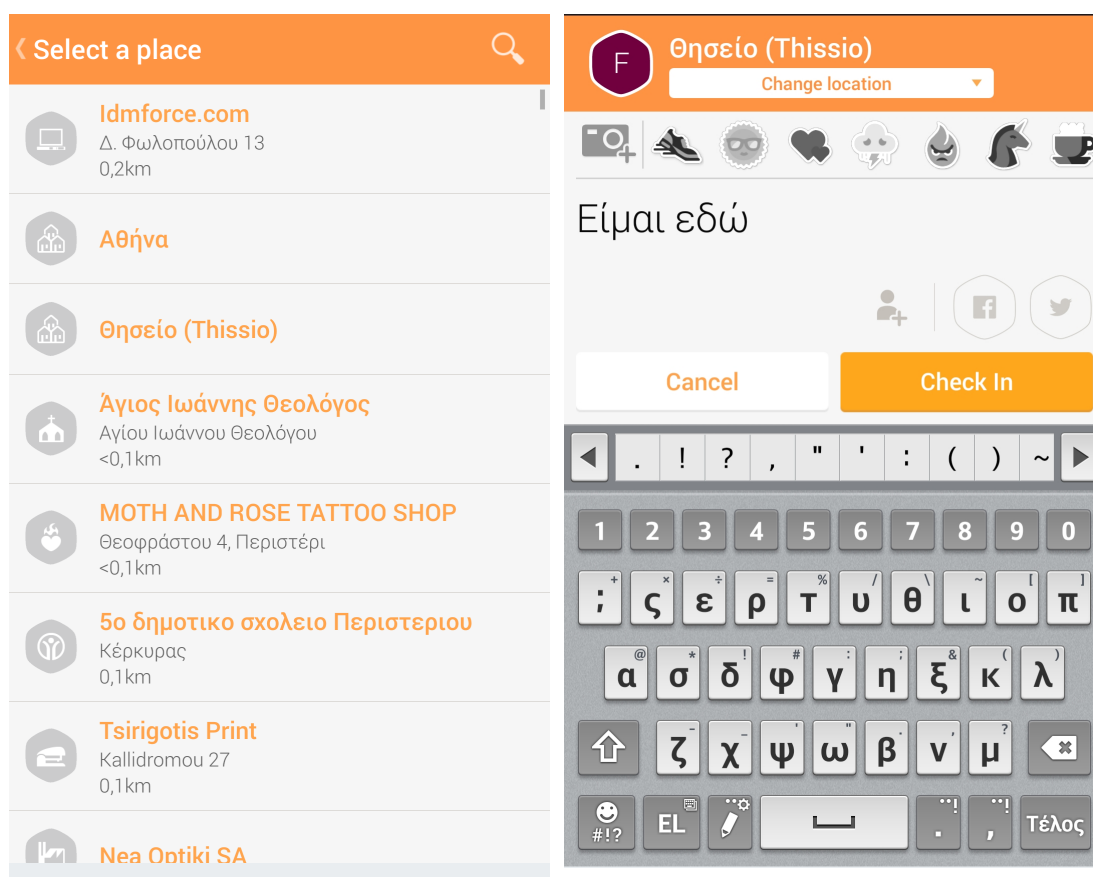 Select a place
Idmforce.com
Δ. Φωλοπούλου 13
0,2km
Αθήνα
Θησείο (Thissio)
Άγιος Ιωάννης Θεολόγος
Αγίου Ιωάννου Θεολόγου
<0,1km
MOTH AND ROSE TATTOO SHOP
Θεοφράστου 4, Περιστέρι
<0,1km
5ο δημοτικο σχολειο Περιστεριου
Κέρκυρας
0,1km
Tsirigotis Print
Kallidromou 27
0,1km
Nea Optiki SA
F
Θησείο (Thissio)
Change location
Είμαι εδώ
Cancel
Check In
. ! ? , " ' : ( ) ~
1 2 3 4 5 6 7 8 9 0
+ × ÷ = % / \ ~ [ ]
; ς ε ρ τ υ θ ι ο π
@ * ! # : ; & ( )
α σ δ φ γ η ξ κ λ
- _ ' " . , ?
ζ χ ψ ω β ν μ
#!? EL . , Τέλος